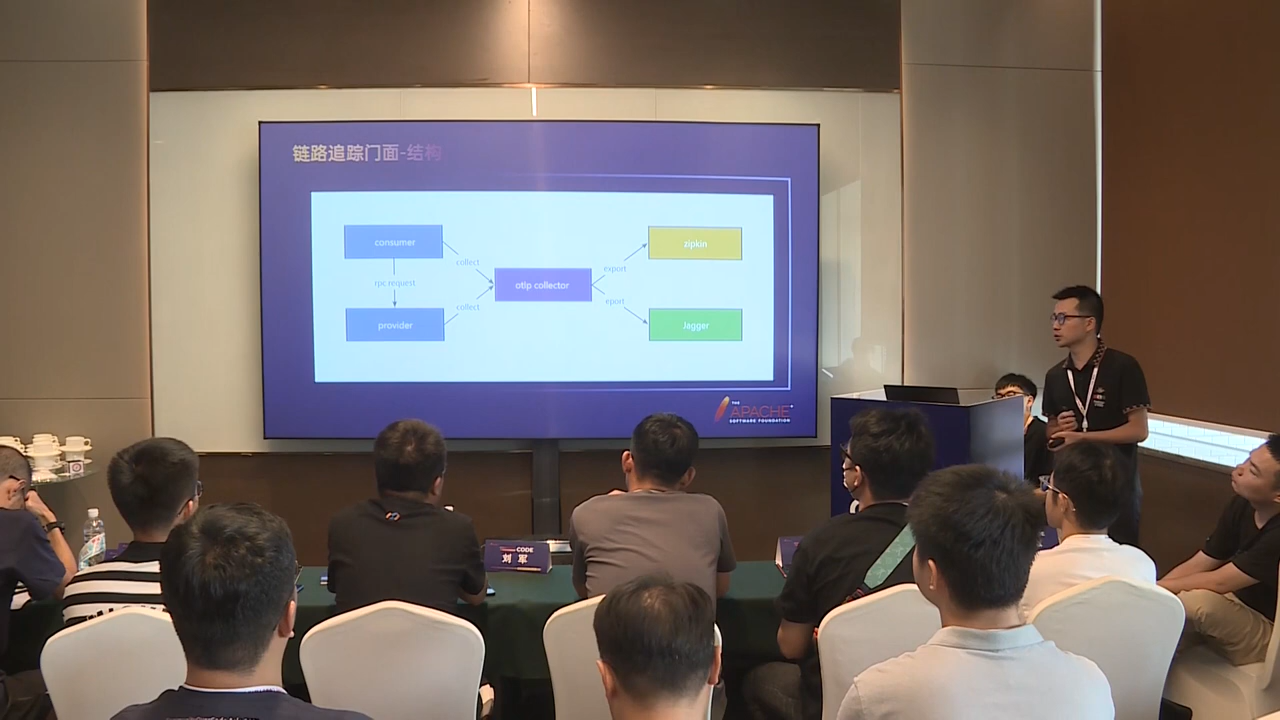 链路追踪门面-结构
consumer
zipkin
collect
export
rpc request
otlp collector
collect
eport
provider
Jagger
THE
APACHE
SOFTWARE FOUNDATION
CODE
刘 军